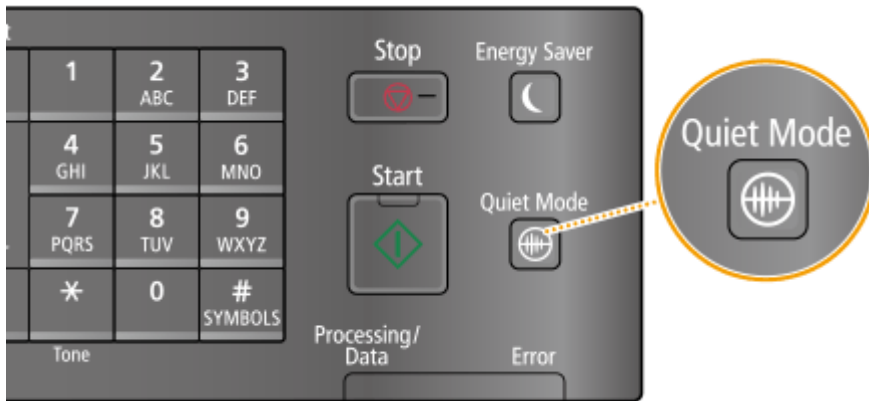 1
2
ABC
3
DEF
4
GHI
5
JKL
6
MNO
7
PQRS
8
TUV
9
WXYZ
0
#
SYMBOLS
Tone
Stop
Energy Saver
Start
Quiet Mode
Processing/
Data
Error
Quiet Mode